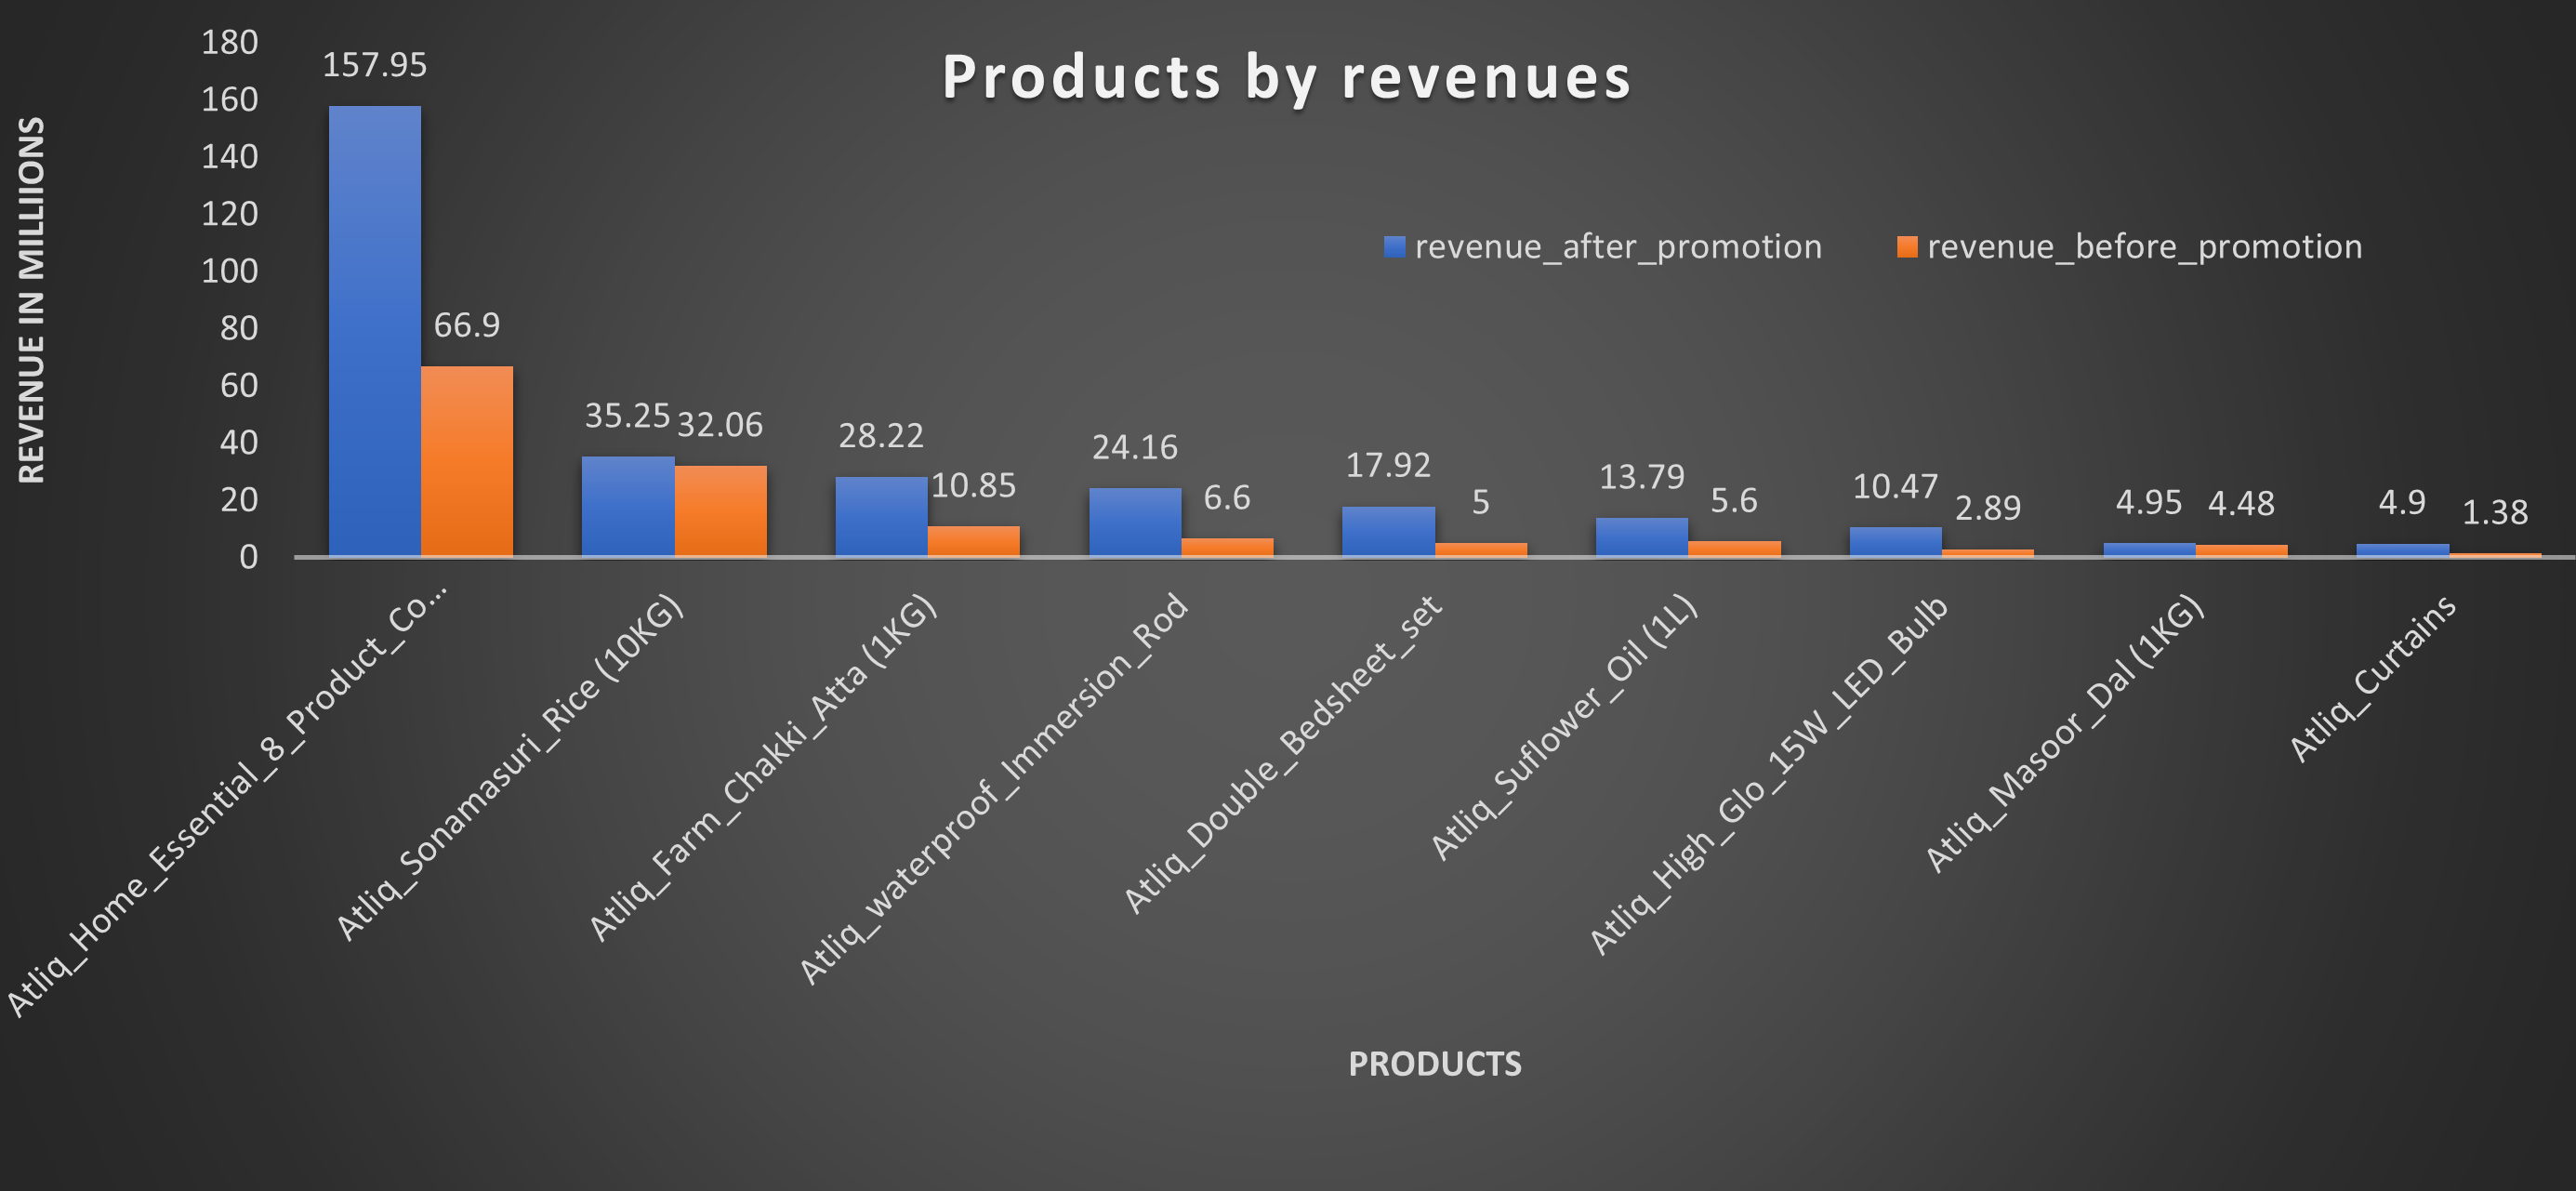 Products by revenues
REVENUE IN MILLIIONS
180
160
140
120
100
80
60
40
20
0
revenue_after_promotion
revenue_before_promotion
157.95
66.9
35.25
32.06
28.22
10.85
24.16
6.6
17.92
5
13.79
5.6
10.47
2.89
4.95
4.48
4.9
1.38
Atliq_Home_Essential_8_Product_Co...
Atliq_Sonamasuri_Rice (10KG)
Atliq_Farm_Chakki_Atta (1KG)
Atliq_waterproof_Immersion_Rod
Atliq_Double_Bedsheet_set
Atliq_Suflower_Oil (1L)
Atliq_High_Glo_15W_LED_Bulb
Atliq_Masoor_Dal (1KG)
Atliq_Curtains
PRODUCTS